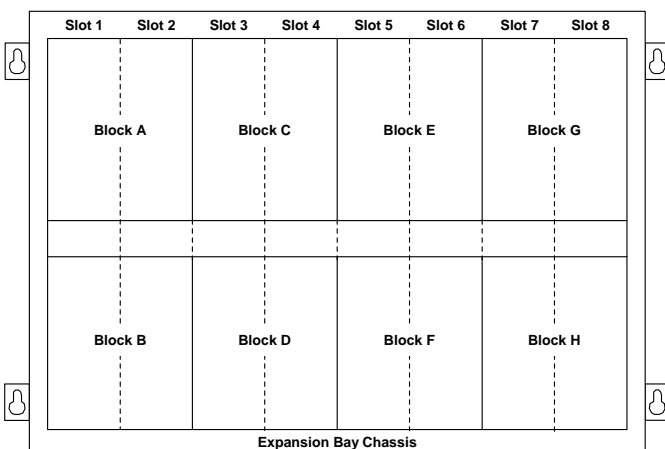 Slot 1 Slot 2 Slot 3 Slot 4 Slot 5 Slot 6 Slot 7 Slot 8
Block A Block C Block E Block G
Block B Block D Block F Block H
Expansion Bay Chassis